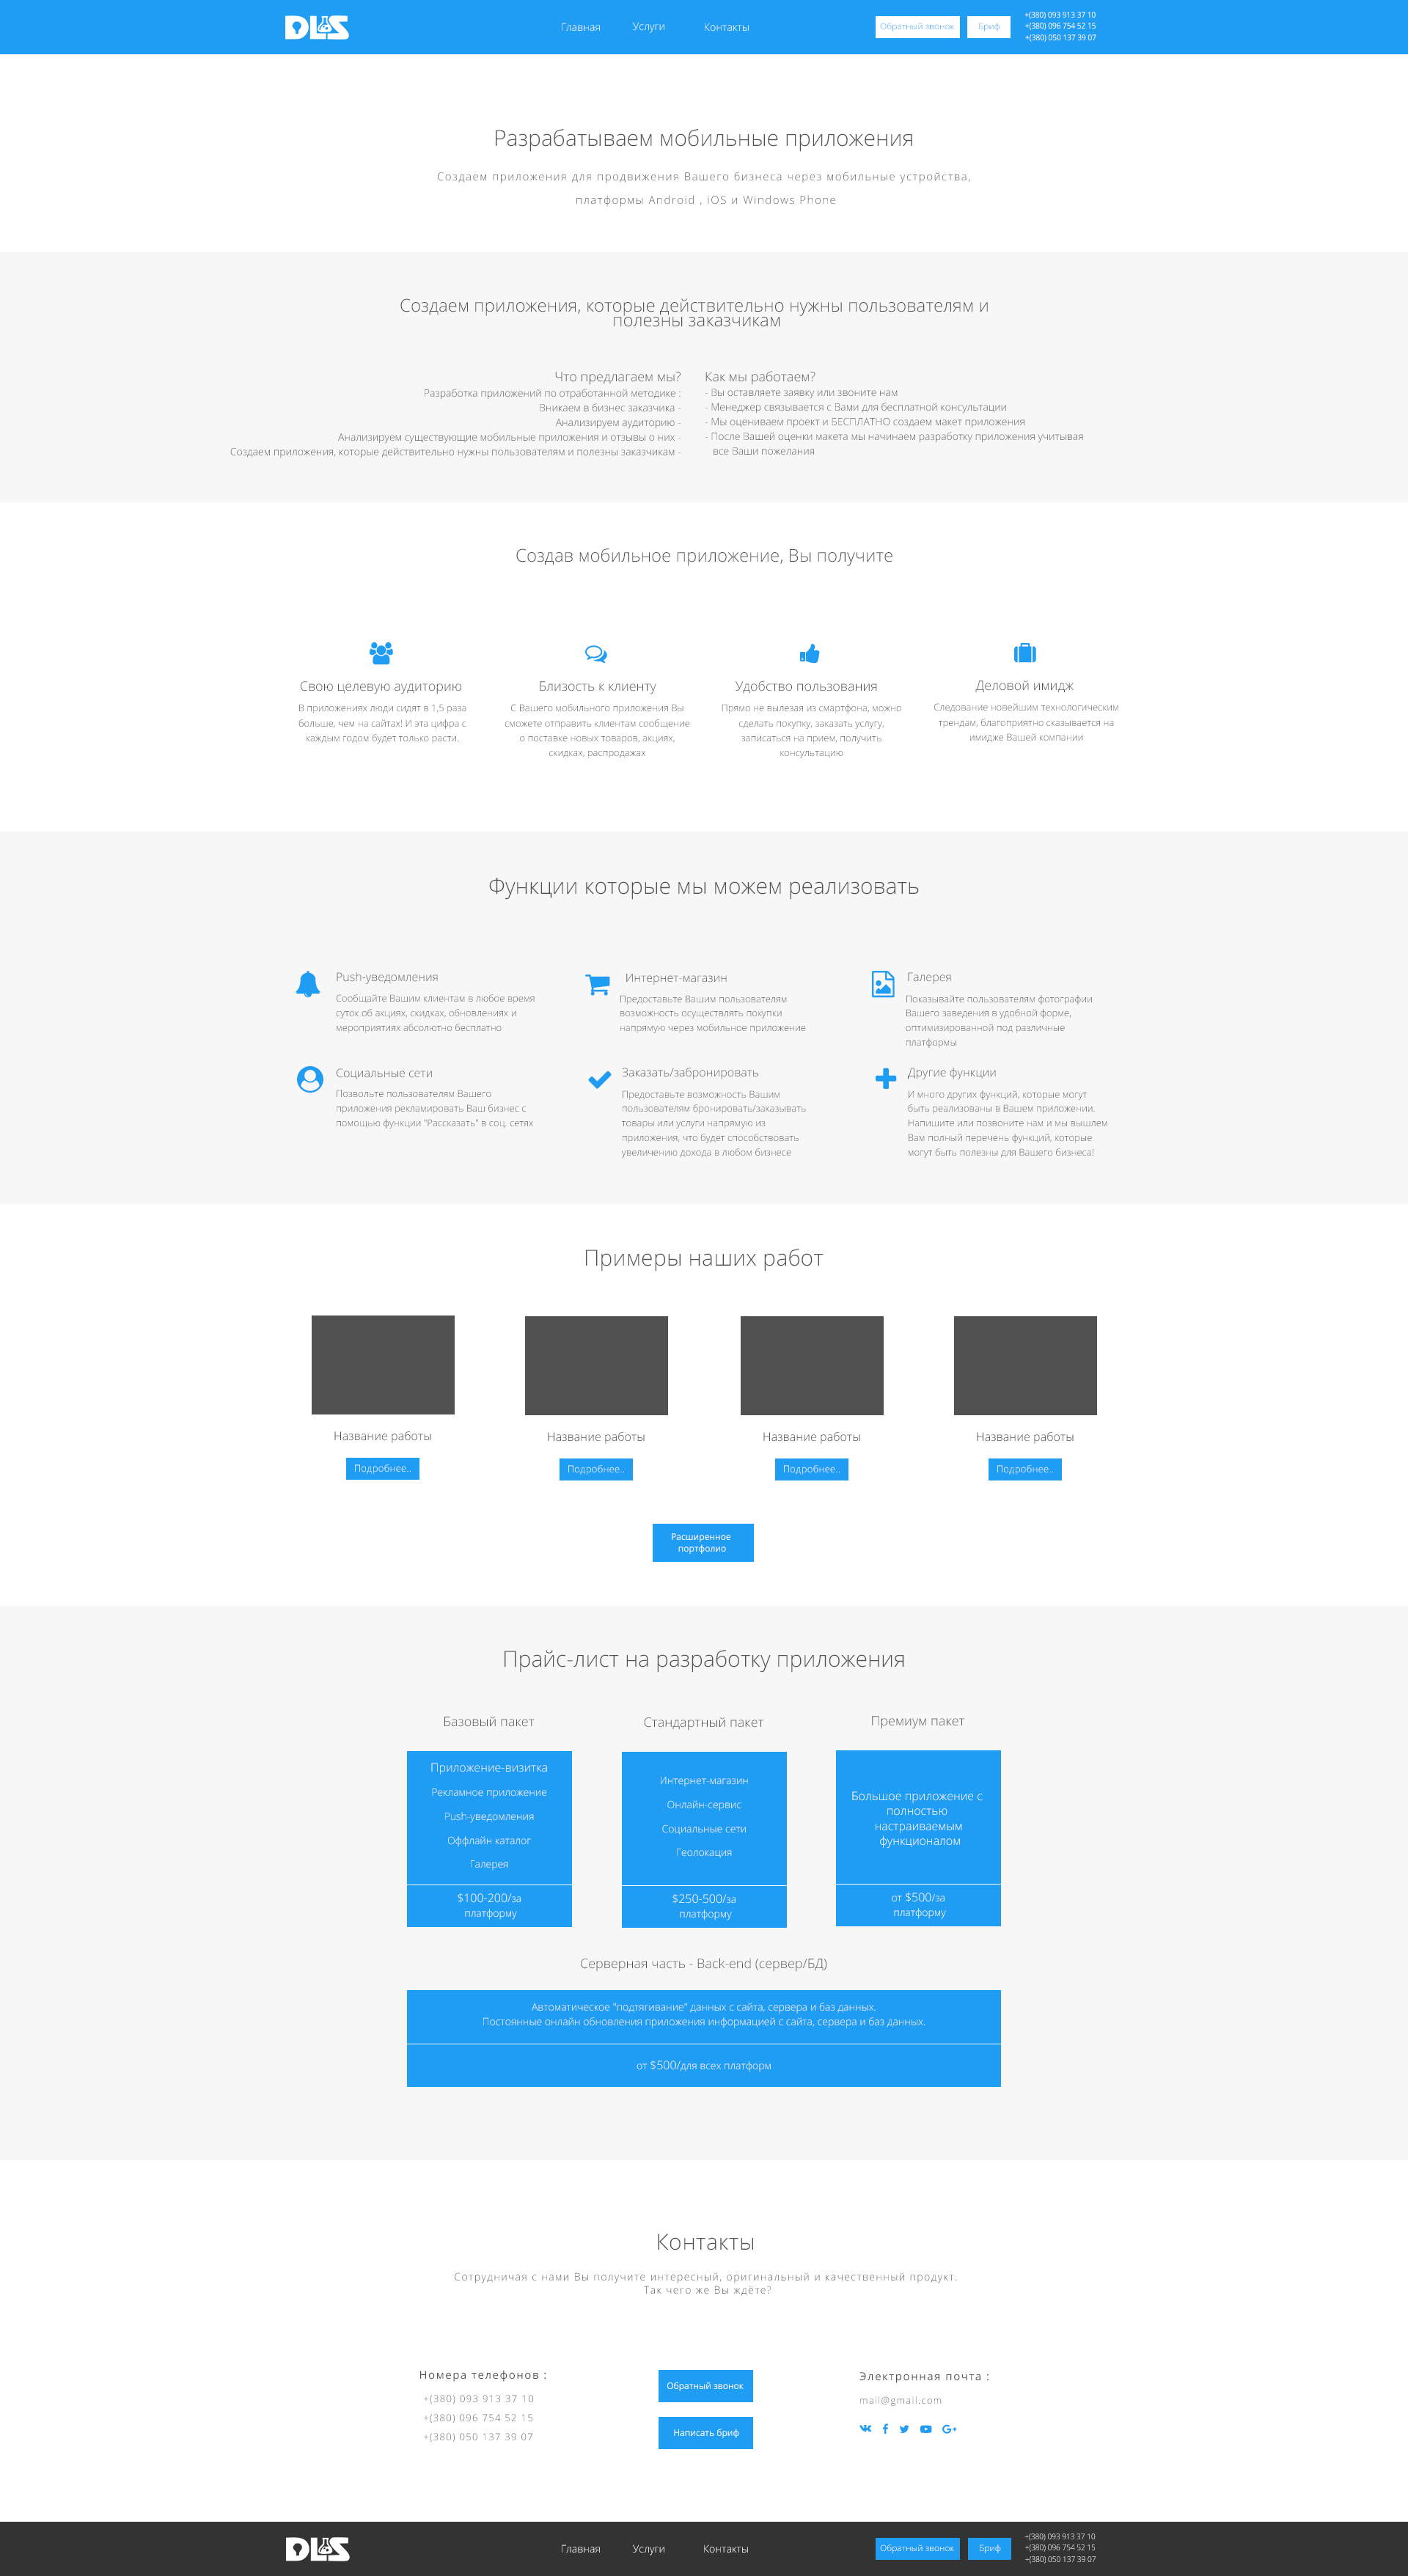 DLS
Главная Услуги Контакты
Обратный звонок Бриф
+(380) 093 913 37 10
+(380) 096 754 52 15
+(380) 050 137 39 07
Разрабатываем мобильные приложения
Создаем приложения для продвижения Вашего бизнеса через мобильные устройства,
платформы Android , iOS и Windows Phone
Создаем приложения, которые действительно нужны пользователям и
полезны заказчикам
Что предлагаем мы?
Разработка приложений по отработанной методике :
Вникаем в бизнес заказчика -
Анализируем аудиторию -
Анализируем существующие мобильные приложения и отзывы о них -
Создаем приложения, которые действительно нужны пользователям и полезны заказчикам -
Как мы работаем?
- Вы оставляете заявку или звоните нам
- Менеджер связывается с Вами для бесплатной консультации
- Мы оцениваем проект и БЕСПЛАТНО создаем макет приложения
- После Вашей оценки макета мы начинаем разработку приложения учитывая
все Ваши пожелания
Создав мобильное приложение, Вы получите
Свою целевую аудиторию
В приложениях люди сидят в 1,5 раза
больше, чем на сайтах! И эта цифра с
каждым годом будет только расти.
Близость к клиенту
С Вашего мобильного приложения Вы
сможете отправить клиентам сообщение
о поставке новых товаров, акциях,
скидках, распродажах
Удобство пользования
Прямо не вылезая из смартфона, можно
сделать покупку, заказать услугу,
записаться на прием, получить
консультацию
Деловой имидж
Следование новейшим технологическим
трендам, благоприятно сказывается на
имидже Вашей компании
Функции которые мы можем реализовать
Push-уведомления
Сообщайте Вашим клиентам в любое время
суток об акциях, скидках, обновлениях и
мероприятиях абсолютно бесплатно
Интернет-магазин
Предоставьте Вашим пользователям
возможность осуществлять покупки
напрямую через мобильное приложение
Галерея
Показывайте пользователям фотографии
Вашего заведения в удобной форме,
оптимизированной под различные
платформы
Социальные сети
Позвольте пользователям Вашего
приложения рекламировать Ваш бизнес с
помощью функции "Рассказать" в соц. сетях
Заказать/забронировать
Предоставьте возможность Вашим
пользователям бронировать/заказывать
товары или услуги напрямую из
приложения, что будет способствовать
увеличению дохода в любом бизнесе
Другие функции
И много других функций, которые могут
быть реализованы в Вашем приложении.
Напишите или позвоните нам и мы вышлем
Вам полный перечень функций, которые
могут быть полезны для Вашего бизнеса!
Примеры наших работ
Название работы
Подробнее..
Название работы
Подробнее..
Название работы
Подробнее..
Название работы
Подробнее..
Расширенное
портфолио
Прайс-лист на разработку приложения
Базовый пакет
Приложение-визитка
Рекламное приложение
Push-уведомления
Оффлайн каталог
Галерея
$100-200/за
платформу
Стандартный пакет
Интернет-магазин
Онлайн-сервис
Социальные сети
Геолокация
$250-500/за
платформу
Премиум пакет
Большое приложение с
полностью
настраиваемым
функционалом
от $500/за
платформу
Серверная часть - Back-end (сервер/БД)
Автоматическое "подтягивание" данных с сайта, сервера и баз данных.
Постоянные онлайн обновления приложения информацией с сайта, сервера и баз данных.
от $500/для всех платформ
Контакты
Сотрудничая с нами Вы получите интересный, оригинальный и качественный продукт.
Так чего же Вы ждёте?
Номера телефонов :
+(380) 093 913 37 10
+(380) 096 754 52 15
+(380) 050 137 39 07
Обратный звонок
Написать бриф
Электронная почта :
mail@gmail.com
DLS
Главная Услуги Контакты
Обратный звонок Бриф
+(380) 093 913 37 10
+(380) 096 754 52 15
+(380) 050 137 39 07